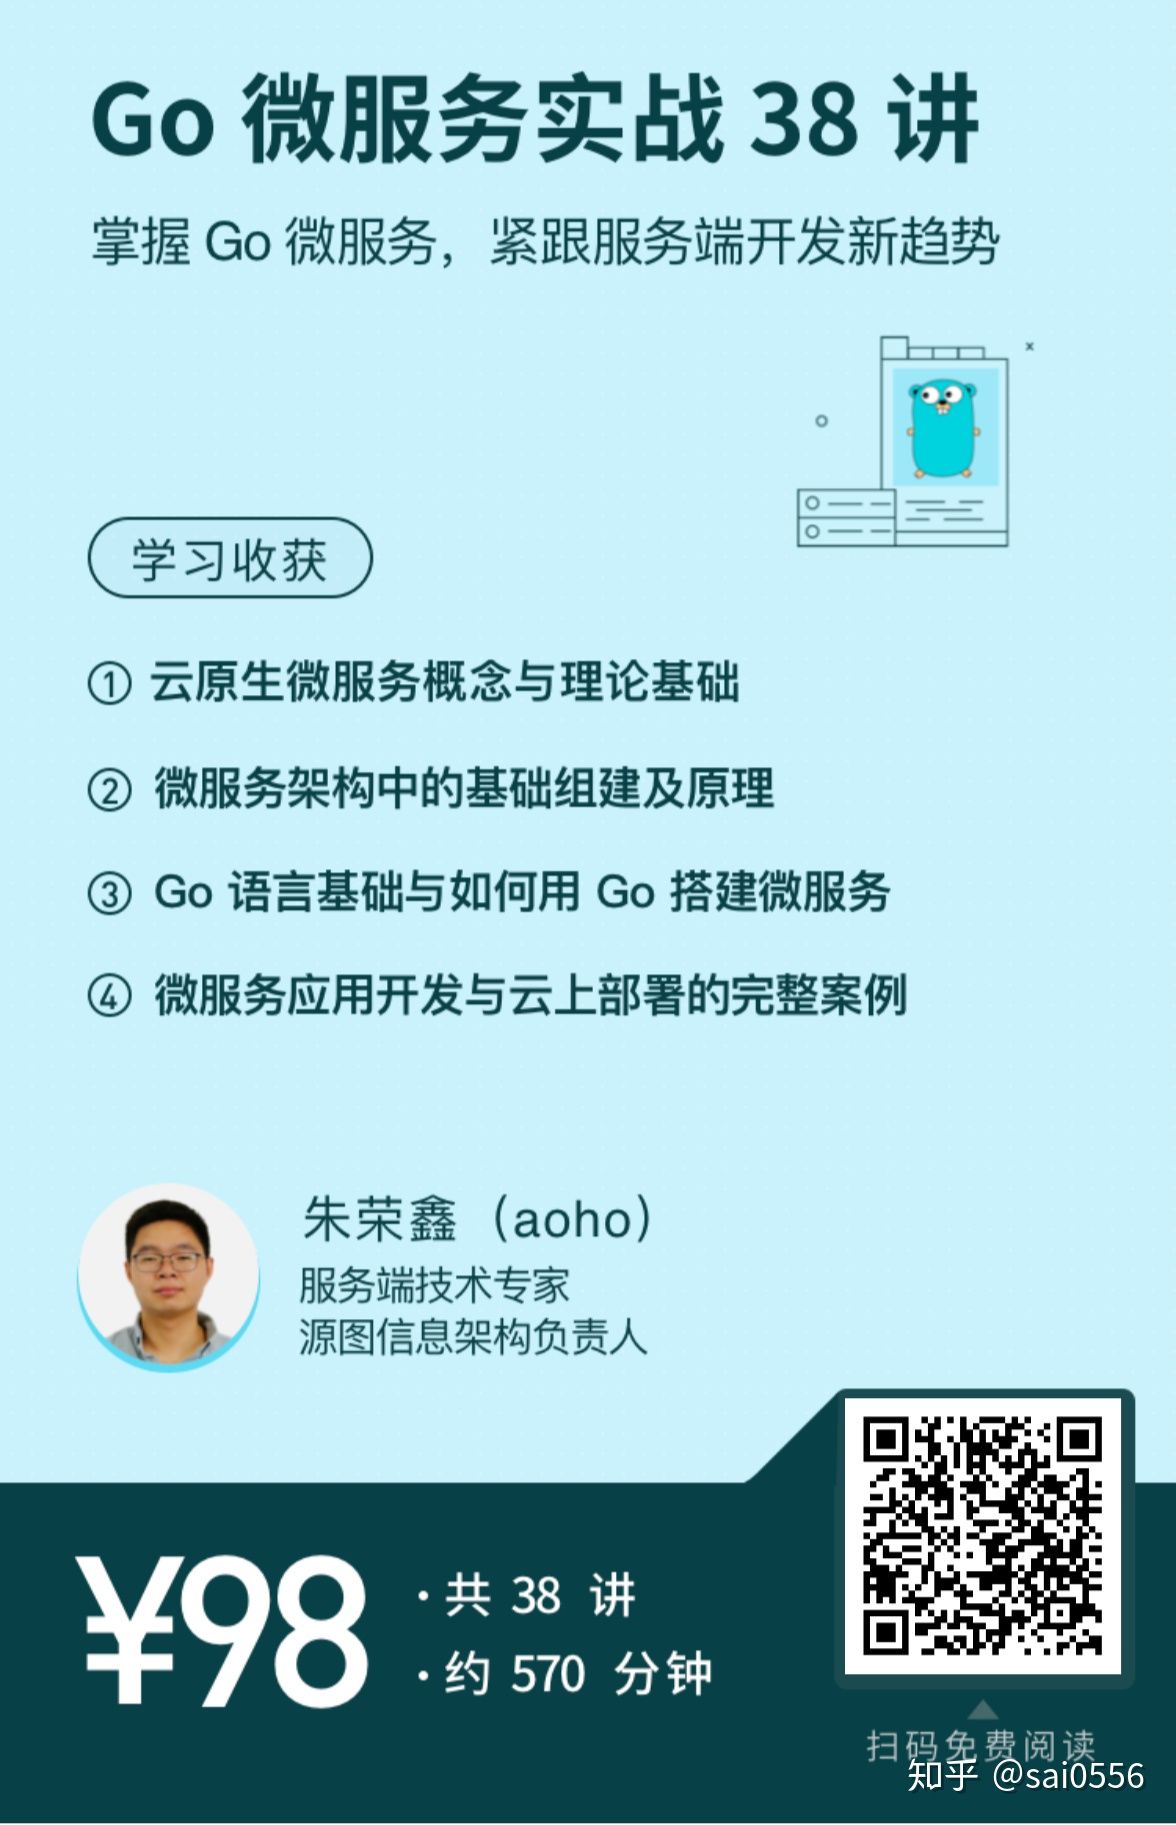 Go 微服务实战 38 讲
掌握 Go 微服务，紧跟服务端开发新趋势
学习收获
① 云原生微服务概念与理论基础
② 微服务架构中的基础组建及原理
③ Go 语言基础与如何用 Go 搭建微服务
④ 微服务应用开发与云上部署的完整案例
朱荣鑫（aoho）
服务端技术专家
源图信息架构负责人
¥98
·共 38 讲
·约 570 分钟
扫码免费阅读
知乎 @sai0556